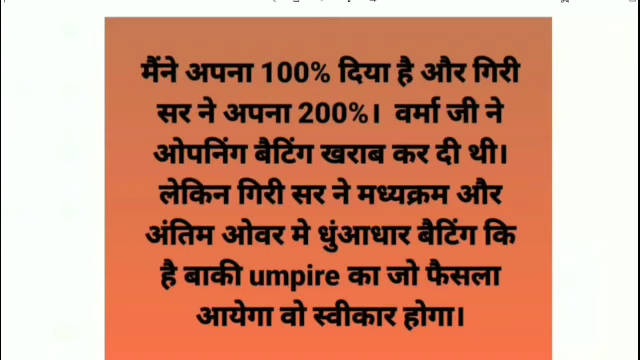 मैंने अपना 100% दिया है और गिरी
सर ने अपना 200%। वर्मा जी ने
ओपनिंग बैटिंग खराब कर दी थी।
लेकिन गिरी सर ने मध्यक्रम और
अंतिम ओवर मे धुंआधार बैटिंग कि
है बाकी umpire का जो फैसला
आयेगा वो स्वीकार होगा।